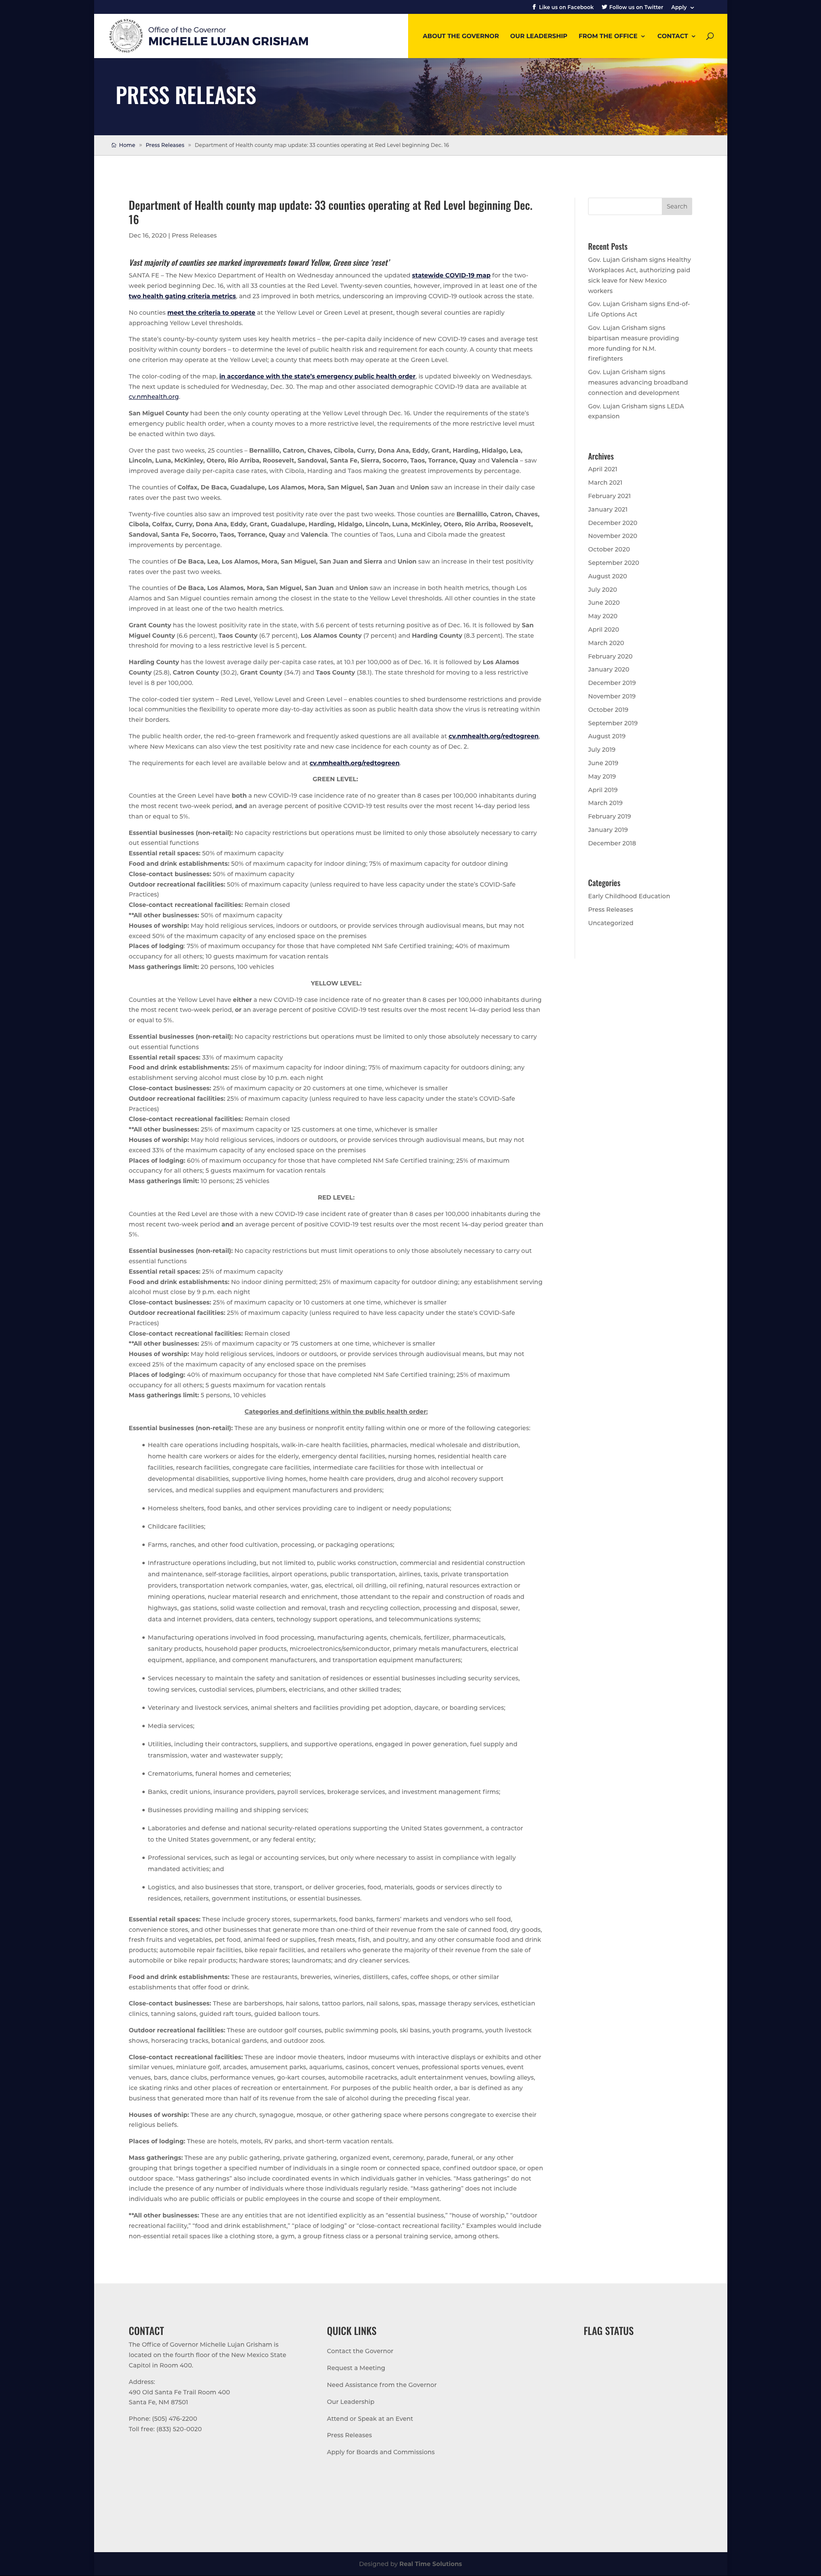 Like us on Facebook
Follow us on Twitter
Apply
Office of the Governor
MICHELLE LUJAN GRISHAM
ABOUT THE GOVERNOR
OUR LEADERSHIP
FROM THE OFFICE
CONTACT
PRESS RELEASES
Home » Press Releases » Department of Health county map update: 33 counties operating at Red Level beginning Dec. 16
Department of Health county map update: 33 counties operating at Red Level beginning Dec.
16
Dec 16, 2020 | Press Releases
Vast majority of counties see marked improvements toward Yellow, Green since ‘reset’
SANTA FE – The New Mexico Department of Health on Wednesday announced the updated statewide COVID-19 map for the two-
week period beginning Dec. 16, with all 33 counties at the Red Level. Twenty-seven counties, however, improved in at least one of the
two health gating criteria metrics, and 23 improved in both metrics, underscoring an improving COVID-19 outlook across the state.
No counties meet the criteria to operate at the Yellow Level or Green Level at present, though several counties are rapidly
approaching Yellow Level thresholds.
The state’s county-by-county system uses key health metrics – the per-capita daily incidence of new COVID-19 cases and average test
positivity within county borders – to determine the level of public health risk and requirement for each county. A county that meets
one criterion may operate at the Yellow Level; a county that meets both may operate at the Green Level.
The color-coding of the map, in accordance with the state’s emergency public health order, is updated biweekly on Wednesdays.
The next update is scheduled for Wednesday, Dec. 30. The map and other associated demographic COVID-19 data are available at
cv.nmhealth.org.
San Miguel County had been the only county operating at the Yellow Level through Dec. 16. Under the requirements of the state’s
emergency public health order, when a county moves to a more restrictive level, the requirements of the more restrictive level must
be enacted within two days.
Over the past two weeks, 25 counties – Bernalillo, Catron, Chaves, Cibola, Curry, Dona Ana, Eddy, Grant, Harding, Hidalgo, Lea,
Lincoln, Luna, McKinley, Otero, Rio Arriba, Roosevelt, Sandoval, Santa Fe, Sierra, Socorro, Taos, Torrance, Quay and Valencia – saw
improved average daily per-capita case rates, with Cibola, Harding and Taos making the greatest improvements by percentage.
The counties of Colfax, De Baca, Guadalupe, Los Alamos, Mora, San Miguel, San Juan and Union saw an increase in their daily case
rates over the past two weeks.
Twenty-five counties also saw an improved test positivity rate over the past two weeks. Those counties are Bernalillo, Catron, Chaves,
Cibola, Colfax, Curry, Dona Ana, Eddy, Grant, Guadalupe, Harding, Hidalgo, Lincoln, Luna, McKinley, Otero, Rio Arriba, Roosevelt,
Sandoval, Santa Fe, Socorro, Taos, Torrance, Quay and Valencia. The counties of Taos, Luna and Cibola made the greatest
improvements by percentage.
The counties of De Baca, Lea, Los Alamos, Mora, San Miguel, San Juan and Sierra and Union saw an increase in their test positivity
rates over the past two weeks.
The counties of De Baca, Los Alamos, Mora, San Miguel, San Juan and Union saw an increase in both health metrics, though Los
Alamos and San Miguel counties remain among the closest in the state to the Yellow Level thresholds. All other counties in the state
improved in at least one of the two health metrics.
Grant County has the lowest positivity rate in the state, with 5.6 percent of tests returning positive as of Dec. 16. It is followed by San
Miguel County (6.6 percent), Taos County (6.7 percent), Los Alamos County (7 percent) and Harding County (8.3 percent). The state
threshold for moving to a less restrictive level is 5 percent.
Harding County has the lowest average daily per-capita case rates, at 10.1 per 100,000 as of Dec. 16. It is followed by Los Alamos
County (25.8), Catron County (30.2), Grant County (34.7) and Taos County (38.1). The state threshold for moving to a less restrictive
level is 8 per 100,000.
The color-coded tier system – Red Level, Yellow Level and Green Level – enables counties to shed burdensome restrictions and provide
local communities the flexibility to operate more day-to-day activities as soon as public health data show the virus is retreating within
their borders.
The public health order, the red-to-green framework and frequently asked questions are all available at cv.nmhealth.org/redtogreen,
where New Mexicans can also view the test positivity rate and new case incidence for each county as of Dec. 2.
The requirements for each level are available below and at cv.nmhealth.org/redtogreen.
GREEN LEVEL:
Counties at the Green Level have both a new COVID-19 case incidence rate of no greater than 8 cases per 100,000 inhabitants during
the most recent two-week period, and an average percent of positive COVID-19 test results over the most recent 14-day period less
than or equal to 5%.
Essential businesses (non-retail): No capacity restrictions but operations must be limited to only those absolutely necessary to carry
out essential functions
Essential retail spaces: 50% of maximum capacity
Food and drink establishments: 50% of maximum capacity for indoor dining; 75% of maximum capacity for outdoor dining
Close-contact businesses: 50% of maximum capacity
Outdoor recreational facilities: 50% of maximum capacity (unless required to have less capacity under the state’s COVID-Safe
Practices)
Close-contact recreational facilities: Remain closed
**All other businesses: 50% of maximum capacity
Houses of worship: May hold religious services, indoors or outdoors, or provide services through audiovisual means, but may not
exceed 50% of the maximum capacity of any enclosed space on the premises
Places of lodging: 75% of maximum occupancy for those that have completed NM Safe Certified training; 40% of maximum
occupancy for all others; 10 guests maximum for vacation rentals
Mass gatherings limit: 20 persons, 100 vehicles
YELLOW LEVEL:
Counties at the Yellow Level have either a new COVID-19 case incidence rate of no greater than 8 cases per 100,000 inhabitants during
the most recent two-week period, or an average percent of positive COVID-19 test results over the most recent 14-day period less than
or equal to 5%.
Essential businesses (non-retail): No capacity restrictions but operations must be limited to only those absolutely necessary to carry
out essential functions
Essential retail spaces: 33% of maximum capacity
Food and drink establishments: 25% of maximum capacity for indoor dining; 75% of maximum capacity for outdoors dining; any
establishment serving alcohol must close by 10 p.m. each night
Close-contact businesses: 25% of maximum capacity or 20 customers at one time, whichever is smaller
Outdoor recreational facilities: 25% of maximum capacity (unless required to have less capacity under the state’s COVID-Safe
Practices)
Close-contact recreational facilities: Remain closed
**All other businesses: 25% of maximum capacity or 125 customers at one time, whichever is smaller
Houses of worship: May hold religious services, indoors or outdoors, or provide services through audiovisual means, but may not
exceed 33% of the maximum capacity of any enclosed space on the premises
Places of lodging: 60% of maximum occupancy for those that have completed NM Safe Certified training; 25% of maximum
occupancy for all others; 5 guests maximum for vacation rentals
Mass gatherings limit: 10 persons; 25 vehicles
RED LEVEL:
Counties at the Red Level are those with a new COVID-19 case incident rate of greater than 8 cases per 100,000 inhabitants during the
most recent two-week period and an average percent of positive COVID-19 test results over the most recent 14-day period greater than
5%.
Essential businesses (non-retail): No capacity restrictions but must limit operations to only those absolutely necessary to carry out
essential functions
Essential retail spaces: 25% of maximum capacity
Food and drink establishments: No indoor dining permitted; 25% of maximum capacity for outdoor dining; any establishment serving
alcohol must close by 9 p.m. each night
Close-contact businesses: 25% of maximum capacity or 10 customers at one time, whichever is smaller
Outdoor recreational facilities: 25% of maximum capacity (unless required to have less capacity under the state’s COVID-Safe
Practices)
Close-contact recreational facilities: Remain closed
**All other businesses: 25% of maximum capacity or 75 customers at one time, whichever is smaller
Houses of worship: May hold religious services, indoors or outdoors, or provide services through audiovisual means, but may not
exceed 25% of the maximum capacity of any enclosed space on the premises
Places of lodging: 40% of maximum occupancy for those that have completed NM Safe Certified training; 25% of maximum
occupancy for all others; 5 guests maximum for vacation rentals
Mass gatherings limit: 5 persons, 10 vehicles
Categories and definitions within the public health order:
Essential businesses (non-retail): These are any business or nonprofit entity falling within one or more of the following categories:
• Health care operations including hospitals, walk-in-care health facilities, pharmacies, medical wholesale and distribution,
home health care workers or aides for the elderly, emergency dental facilities, nursing homes, residential health care
facilities, research facilities, congregate care facilities, intermediate care facilities for those with intellectual or
developmental disabilities, supportive living homes, home health care providers, drug and alcohol recovery support
services, and medical supplies and equipment manufacturers and providers;
• Homeless shelters, food banks, and other services providing care to indigent or needy populations;
• Childcare facilities;
• Farms, ranches, and other food cultivation, processing, or packaging operations;
• Infrastructure operations including, but not limited to, public works construction, commercial and residential construction
and maintenance, self-storage facilities, airport operations, public transportation, airlines, taxis, private transportation
providers, transportation network companies, water, gas, electrical, oil drilling, oil refining, natural resources extraction or
mining operations, nuclear material research and enrichment, those attendant to the repair and construction of roads and
highways, gas stations, solid waste collection and removal, trash and recycling collection, processing and disposal, sewer,
data and internet providers, data centers, technology support operations, and telecommunications systems;
• Manufacturing operations involved in food processing, manufacturing agents, chemicals, fertilizer, pharmaceuticals,
sanitary products, household paper products, microelectronics/semiconductor, primary metals manufacturers, electrical
equipment, appliance, and component manufacturers, and transportation equipment manufacturers;
• Services necessary to maintain the safety and sanitation of residences or essential businesses including security services,
towing services, custodial services, plumbers, electricians, and other skilled trades;
• Veterinary and livestock services, animal shelters and facilities providing pet adoption, daycare, or boarding services;
• Media services;
• Utilities, including their contractors, suppliers, and supportive operations, engaged in power generation, fuel supply and
transmission, water and wastewater supply;
• Crematoriums, funeral homes and cemeteries;
• Banks, credit unions, insurance providers, payroll services, brokerage services, and investment management firms;
• Businesses providing mailing and shipping services;
• Laboratories and defense and national security-related operations supporting the United States government, a contractor
to the United States government, or any federal entity;
• Professional services, such as legal or accounting services, but only where necessary to assist in compliance with legally
mandated activities; and
• Logistics, and also businesses that store, transport, or deliver groceries, food, materials, goods or services directly to
residences, retailers, government institutions, or essential businesses.
Essential retail spaces: These include grocery stores, supermarkets, food banks, farmers’ markets and vendors who sell food,
convenience stores, and other businesses that generate more than one-third of their revenue from the sale of canned food, dry goods,
fresh fruits and vegetables, pet food, animal feed or supplies, fresh meats, fish, and poultry, and any other consumable food and drink
products; automobile repair facilities, bike repair facilities, and retailers who generate the majority of their revenue from the sale of
automobile or bike repair products; hardware stores; laundromats; and dry cleaner services.
Food and drink establishments: These are restaurants, breweries, wineries, distillers, cafes, coffee shops, or other similar
establishments that offer food or drink.
Close-contact businesses: These are barbershops, hair salons, tattoo parlors, nail salons, spas, massage therapy services, esthetician
clinics, tanning salons, guided raft tours, guided balloon tours.
Outdoor recreational facilities: These are outdoor golf courses, public swimming pools, ski basins, youth programs, youth livestock
shows, horseracing tracks, botanical gardens, and outdoor zoos.
Close-contact recreational facilities: These are indoor movie theaters, indoor museums with interactive displays or exhibits and other
similar venues, miniature golf, arcades, amusement parks, aquariums, casinos, concert venues, professional sports venues, event
venues, bars, dance clubs, performance venues, go-kart courses, automobile racetracks, adult entertainment venues, bowling alleys,
ice skating rinks and other places of recreation or entertainment. For purposes of the public health order, a bar is defined as any
business that generated more than half of its revenue from the sale of alcohol during the preceding fiscal year.
Houses of worship: These are any church, synagogue, mosque, or other gathering space where persons congregate to exercise their
religious beliefs.
Places of lodging: These are hotels, motels, RV parks, and short-term vacation rentals.
Mass gatherings: These are any public gathering, private gathering, organized event, ceremony, parade, funeral, or any other
grouping that brings together a specified number of individuals in a single room or connected space, confined outdoor space, or open
outdoor space. “Mass gatherings” also include coordinated events in which individuals gather in vehicles. “Mass gatherings” do not
include the presence of any number of individuals where those individuals regularly reside. “Mass gathering” does not include
individuals who are public officials or public employees in the course and scope of their employment.
**All other businesses: These are any entities that are not identified explicitly as an “essential business,” “house of worship,” “outdoor
recreational facility,” “food and drink establishment,” “place of lodging” or “close-contact recreational facility.” Examples would include
non-essential retail spaces like a clothing store, a gym, a group fitness class or a personal training service, among others.
Search
Recent Posts
Gov. Lujan Grisham signs Healthy
Workplaces Act, authorizing paid
sick leave for New Mexico
workers
Gov. Lujan Grisham signs End-of-
Life Options Act
Gov. Lujan Grisham signs
bipartisan measure providing
more funding for N.M.
firefighters
Gov. Lujan Grisham signs
measures advancing broadband
connection and development
Gov. Lujan Grisham signs LEDA
expansion
Archives
April 2021
March 2021
February 2021
January 2021
December 2020
November 2020
October 2020
September 2020
August 2020
July 2020
June 2020
May 2020
April 2020
March 2020
February 2020
January 2020
December 2019
November 2019
October 2019
September 2019
August 2019
July 2019
June 2019
May 2019
April 2019
March 2019
February 2019
January 2019
December 2018
Categories
Early Childhood Education
Press Releases
Uncategorized
CONTACT
The Office of Governor Michelle Lujan Grisham is
located on the fourth floor of the New Mexico State
Capitol in Room 400.
Address:
490 Old Santa Fe Trail Room 400
Santa Fe, NM 87501
Phone: (505) 476-2200
Toll free: (833) 520-0020
QUICK LINKS
Contact the Governor
Request a Meeting
Need Assistance from the Governor
Our Leadership
Attend or Speak at an Event
Press Releases
Apply for Boards and Commissions
FLAG STATUS
Designed by Real Time Solutions